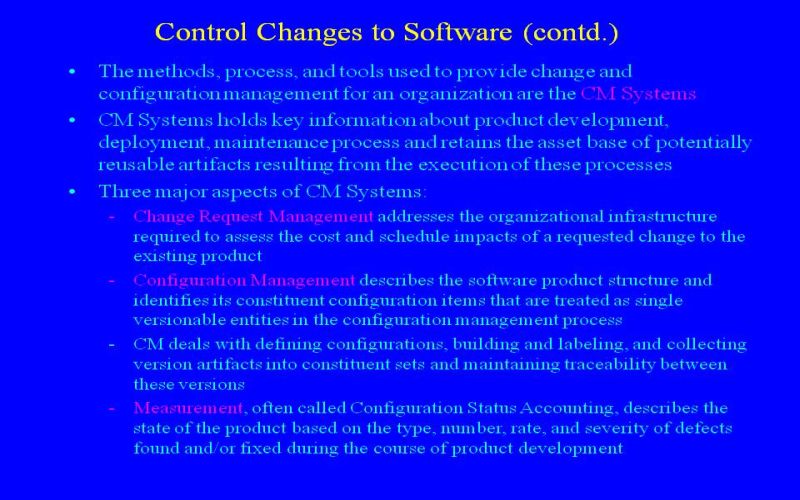 Control Changes to Software (contd.)
• The methods, process, and tools used to provide change and
configuration management for an organization are the CM Systems
• CM Systems holds key information about product development,
deployment, maintenance process and retains the asset base of potentially
reusable artifacts resulting from the execution of these processes
• Three major aspects of CM Systems:
- Change Request Management addresses the organizational infrastructure
required to assess the cost and schedule impacts of a requested change to the
existing product
- Configuration Management describes the software product structure and
identifies its constituent configuration items that are treated as single
versionable entities in the configuration management process
- CM deals with defining configurations, building and labeling, and collecting
version artifacts into constituent sets and maintaining traceability between
these versions
- Measurement, often called Configuration Status Accounting, describes the
state of the product based on the type, number, rate, and severity of defects
found and/or fixed during the course of product development